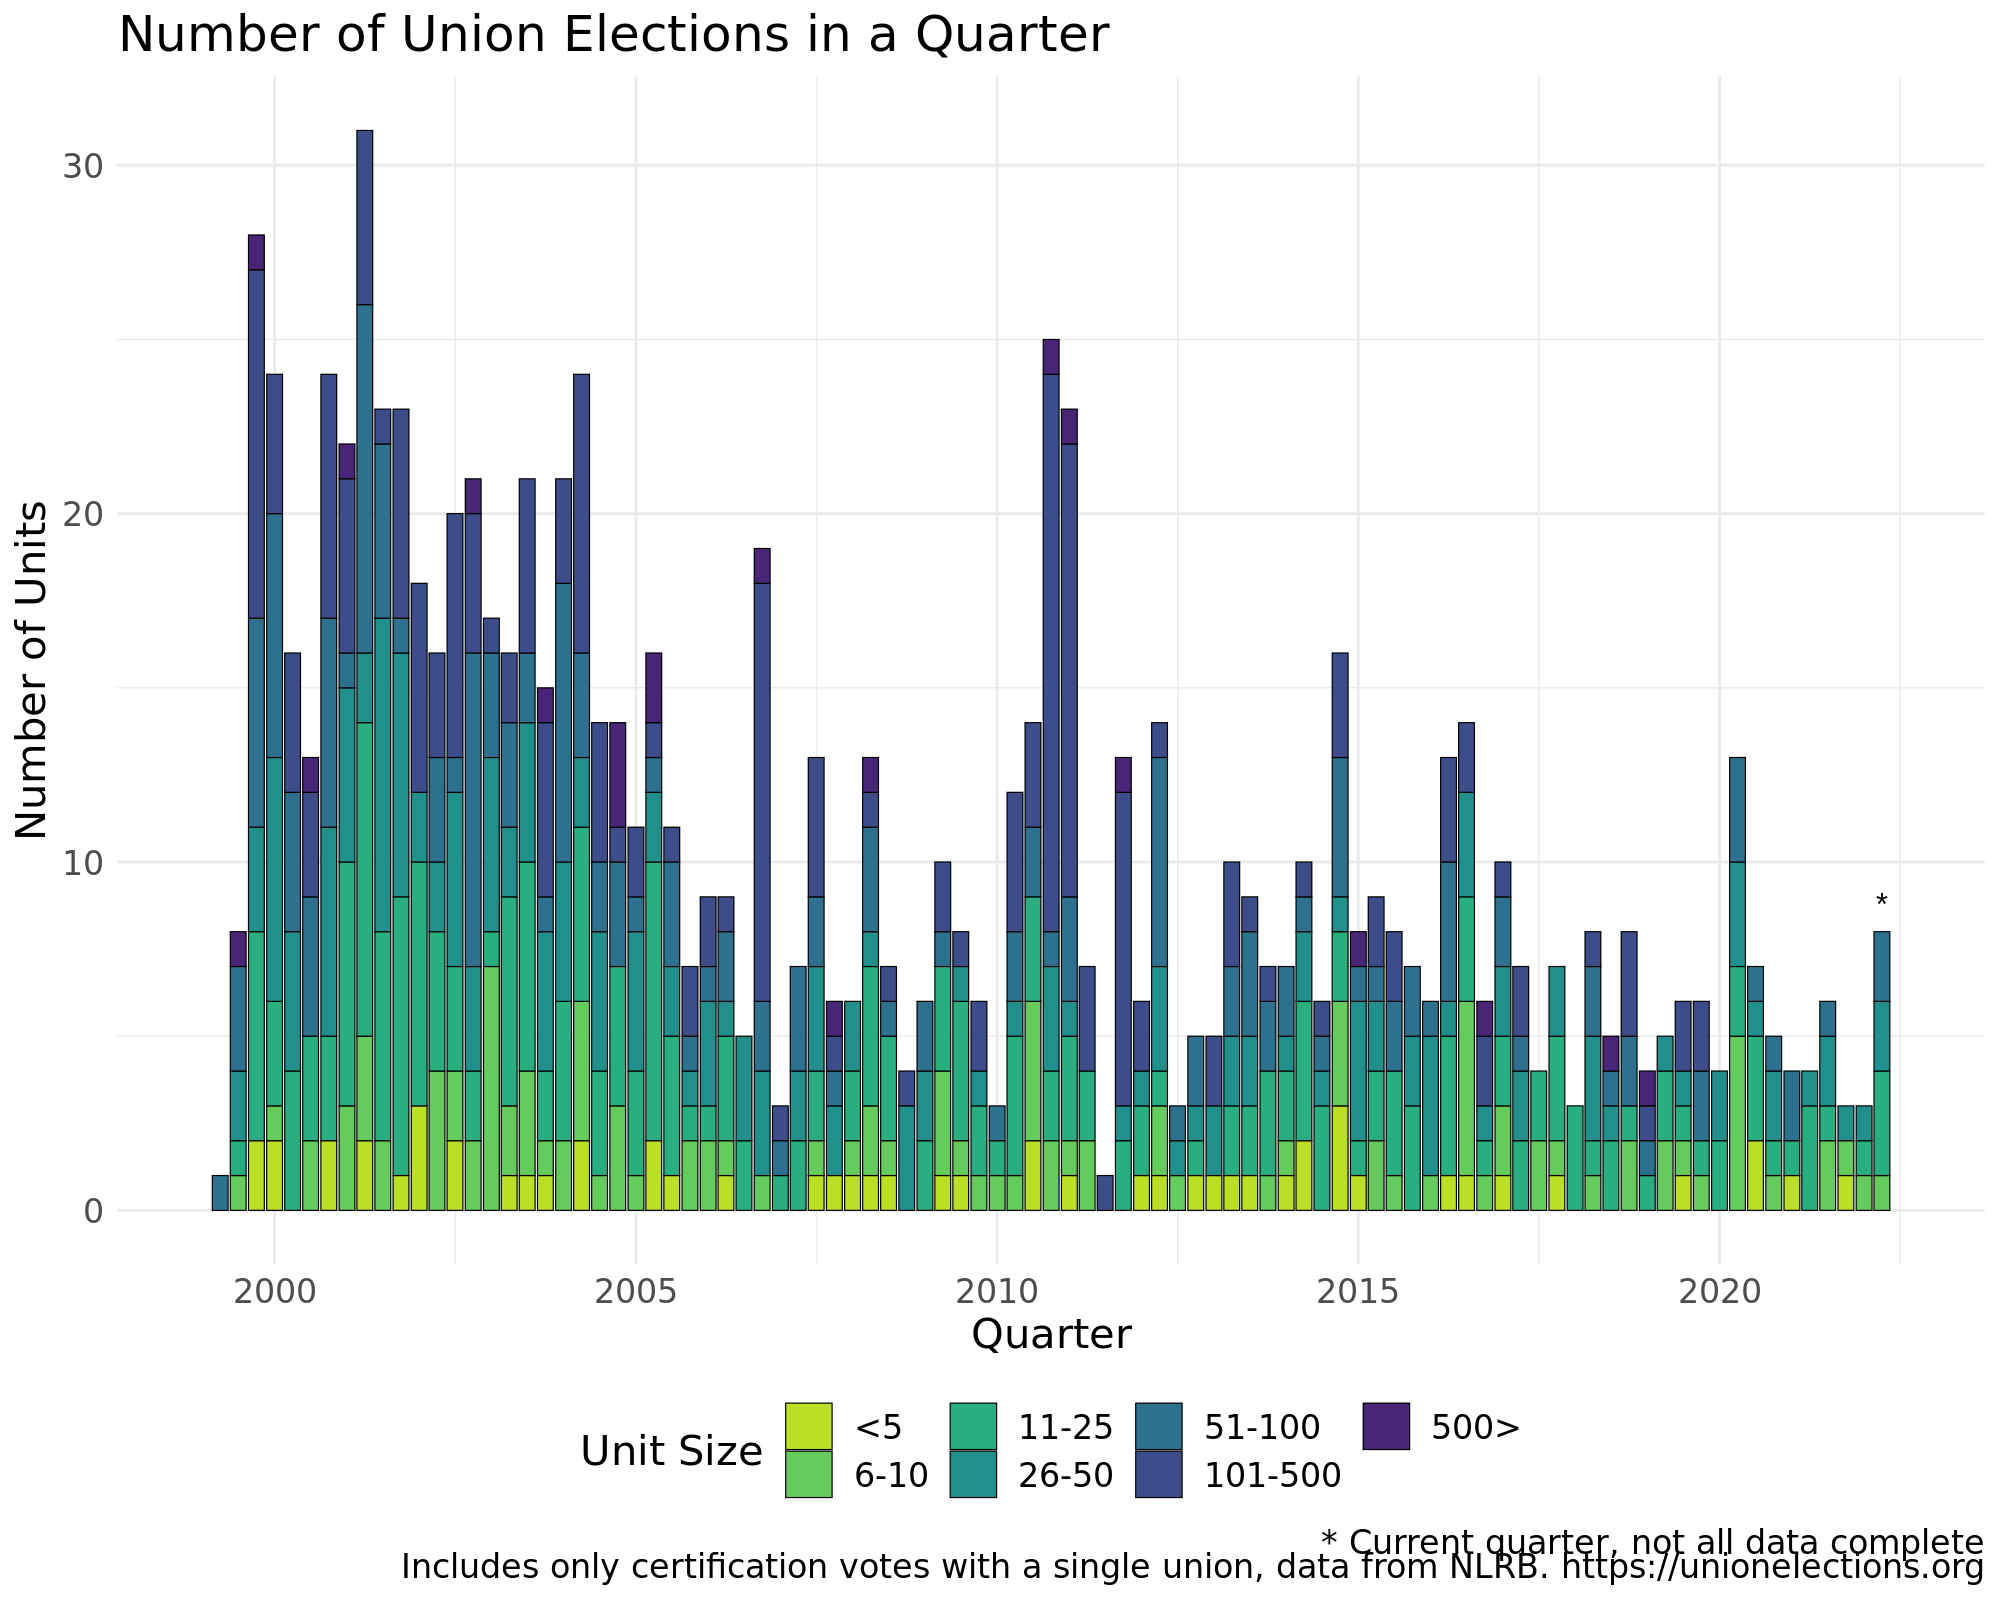 Number of Union Elections in a Quarter
Number of Units
30
20
10
0
*
2000 2005 2010 2015 2020
Quarter
Unit Size
<5 11-25 51-100 500>
6-10 26-50 101-500
* Current quarter, not all data complete
Includes only certification votes with a single union, data from NLRB. https://unionelections.org